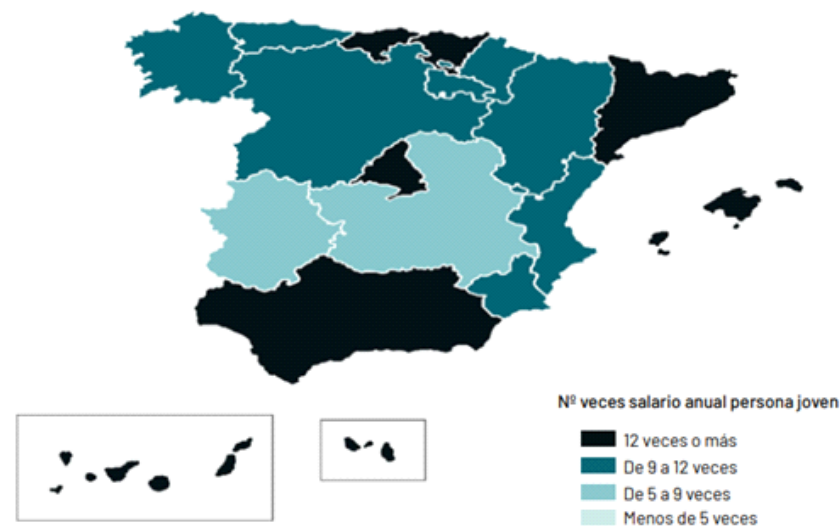 Nº veces salario anual persona joven
12 veces o más
De 9 a 12 veces
De 5 a 9 veces
Menos de 5 veces